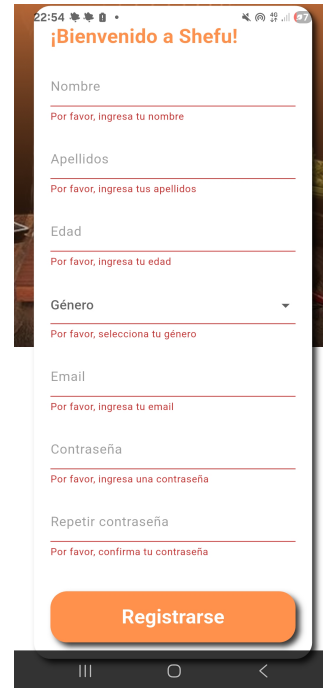 22:54
¡Bienvenido a Shefu!
Nombre
Por favor, ingresa tu nombre
Apellidos
Por favor, ingresa tus apellidos
Edad
Por favor, ingresa tu edad
Género
Por favor, selecciona tu género
Email
Por favor, ingresa tu email
Contraseña
Por favor, ingresa una contraseña
Repetir contraseña
Por favor, confirma tu contraseña
Registrarse